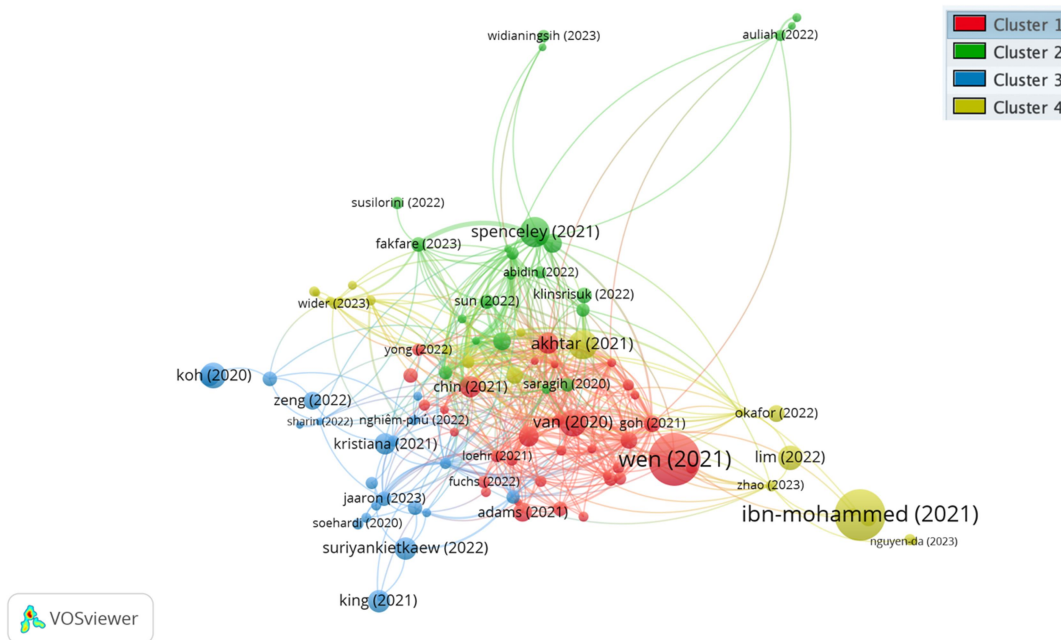 widianingsih (2023)
auliah (2022)
Cluster 1
Cluster 2
Cluster 3
Cluster 4
susilorini (2022)
spenceley (2021)
fakfare (2023)
abidin (2022)
wider (2023)
sun (2022)
klinsrisuk (2022)
yong (2022)
akhtar (2021)
koh (2020)
chin (2021)
saragih (2020)
zeng (2022)
okafor (2022)
sharin (2022)
nghiêm-phú (2022)
van (2020)
goh (2021)
kristiana (2021)
loehr (2021)
wen (2021)
lim (2022)
fuchs (2022)
zhao (2023)
jaaron (2023)
adams (2021)
ibn-mohammed (2021)
soehardi (2020)
nguyen-da (2023)
suriyankietkaew (2022)
king (2021)
VOSviewer